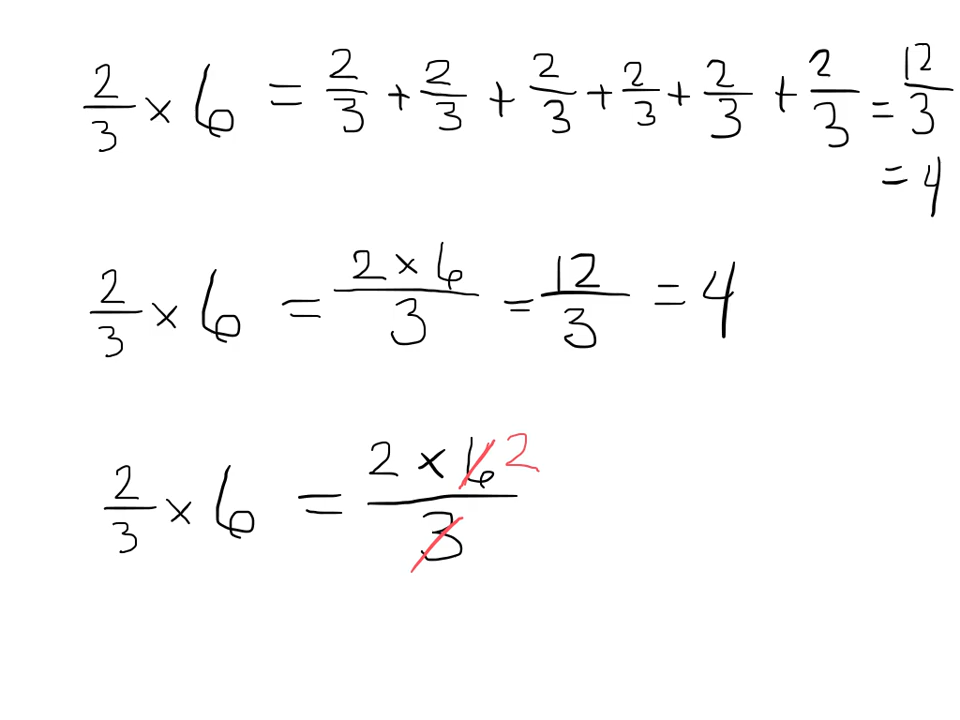 2/3 × 6 = 2/3 + 2/3 + 2/3 + 2/3 + 2/3 + 2/3 = 12/3
= 4
2/3 × 6 = (2 × 6)/3 = 12/3 = 4
2/3 × 6 = (2 × 6 2)/3